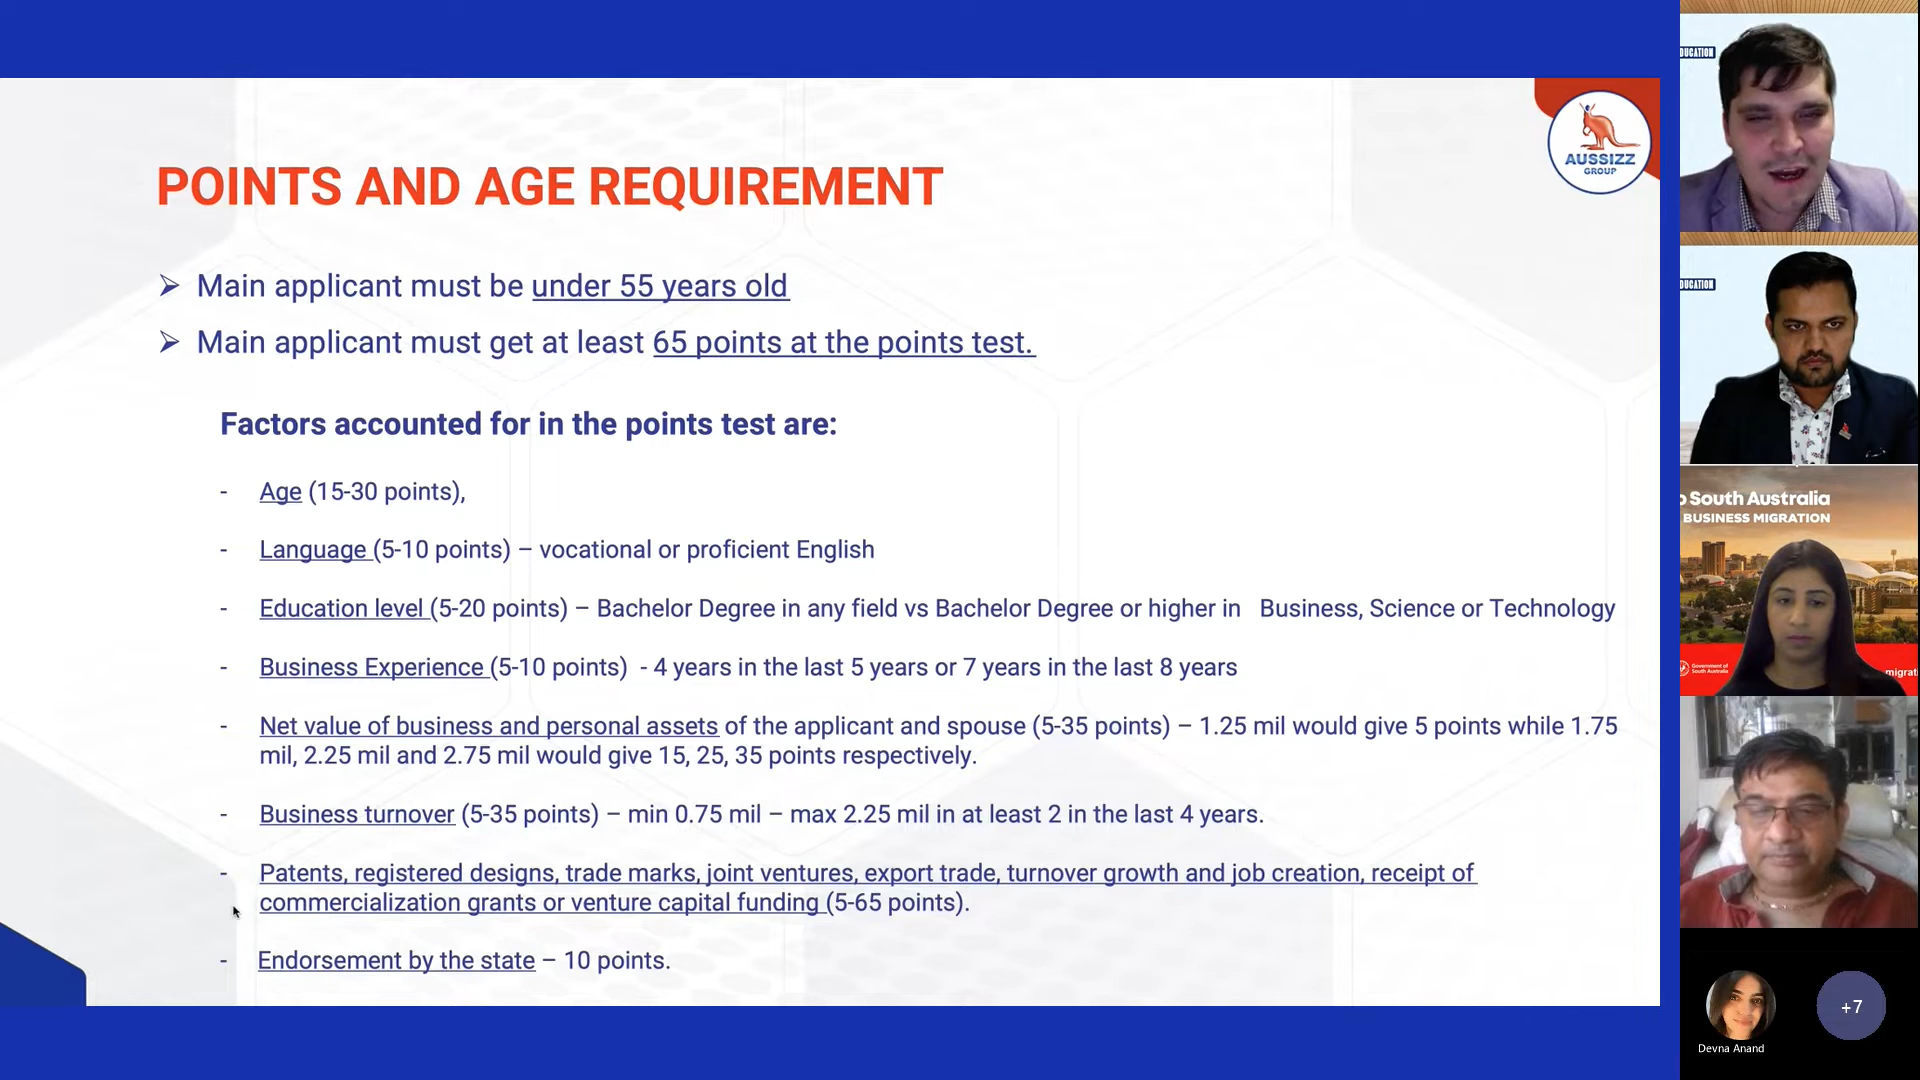 AUSSIZZ
GROUP
POINTS AND AGE REQUIREMENT
➢ Main applicant must be under 55 years old
➢ Main applicant must get at least 65 points at the points test.
Factors accounted for in the points test are:
- Age (15-30 points),
- Language (5-10 points) – vocational or proficient English
- Education level (5-20 points) – Bachelor Degree in any field vs Bachelor Degree or higher in Business, Science or Technology
- Business Experience (5-10 points) - 4 years in the last 5 years or 7 years in the last 8 years
- Net value of business and personal assets of the applicant and spouse (5-35 points) – 1.25 mil would give 5 points while 1.75
mil, 2.25 mil and 2.75 mil would give 15, 25, 35 points respectively.
- Business turnover (5-35 points) – min 0.75 mil – max 2.25 mil in at least 2 in the last 4 years.
- Patents, registered designs, trade marks, joint ventures, export trade, turnover growth and job creation, receipt of
commercialization grants or venture capital funding (5-65 points).
- Endorsement by the state – 10 points.
DUCATION
DUCATION
o South Australia
BUSINESS MIGRATION
Government of
South Australia
migrat
Devna Anand
+7